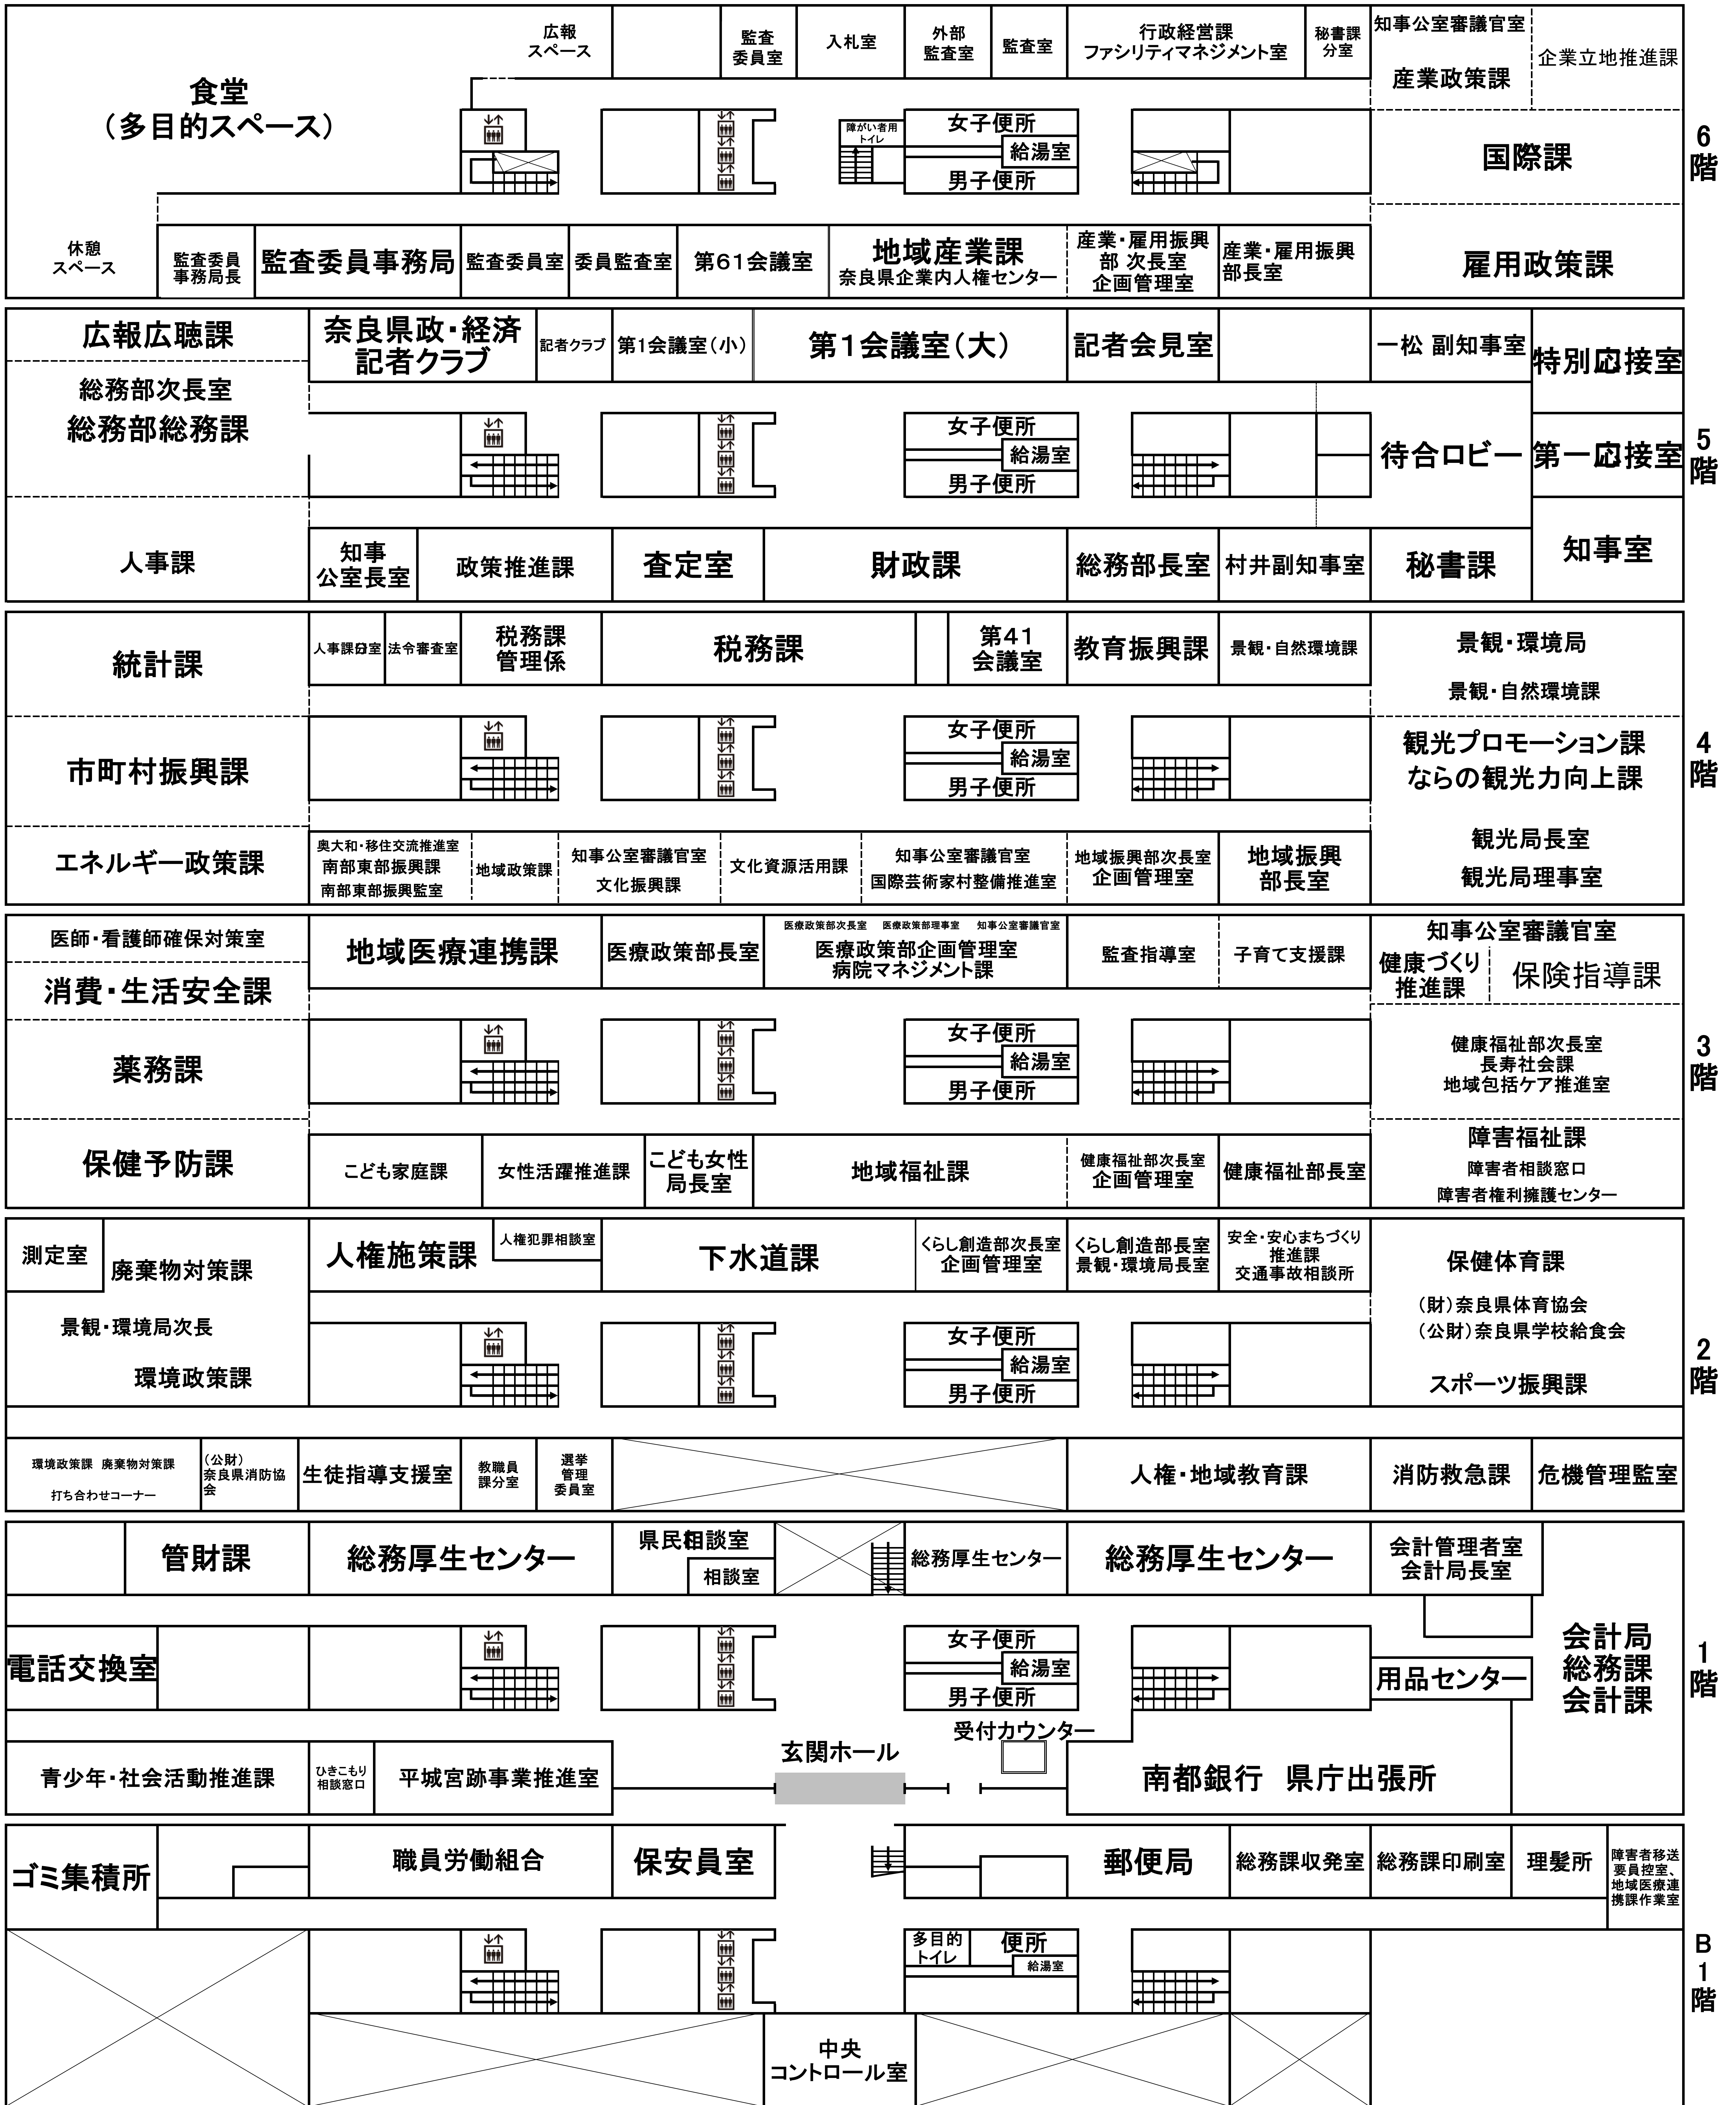 広報
スペース
監査
委員室
入札室
外部
監査室
監査室
行政経営課
ファシリティマネジメント室
秘書課
分室
知事公室審議官室
産業政策課
企業立地推進課
食堂
（多目的スペース）
障がい者用
トイレ
女子便所
給湯室
男子便所
国際課
6
階
休憩
スペース
監査委員
事務局長
監査委員事務局
監査委員室
委員監査室
第61会議室
地域産業課
奈良県企業内人権センター
産業・雇用振興
部 次長室
企画管理室
産業・雇用振興
部長室
雇用政策課
広報広聴課
奈良県政・経済
記者クラブ
記者クラブ
第1会議室（小）
第1会議室（大）
記者会見室
一松 副知事室
特別応接室
総務部次長室
総務部総務課
女子便所
給湯室
男子便所
待合ロビー
第一応接室
5
階
人事課
知事
公室長室
政策推進課
査定室
財政課
総務部長室
村井副知事室
秘書課
知事室
統計課
人事課分室
法令審査室
税務課
管理係
税務課
第41
会議室
教育振興課
景観・自然環境課
景観・環境局
景観・自然環境課
市町村振興課
女子便所
給湯室
男子便所
観光プロモーション課
ならの観光力向上課
4
階
エネルギー政策課
奥大和・移住交流推進室
南部東部振興課
南部東部振興監室
地域政策課
知事公室審議官室
文化振興課
文化資源活用課
知事公室審議官室
国際芸術家村整備推進室
地域振興部次長室
企画管理室
地域振興
部長室
観光局長室
観光局理事室
医師・看護師確保対策室
消費・生活安全課
地域医療連携課
医療政策部長室
医療政策部次長室 医療政策部理事室 知事公室審議官室
医療政策部企画管理室
病院マネジメント課
監査指導室
子育て支援課
知事公室審議官室
健康づくり
推進課
保険指導課
薬務課
女子便所
給湯室
男子便所
健康福祉部次長室
長寿社会課
地域包括ケア推進室
3
階
保健予防課
こども家庭課
女性活躍推進課
こども女性
局長室
地域福祉課
健康福祉部次長室
企画管理室
健康福祉部長室
障害福祉課
障害者相談窓口
障害者権利擁護センター
測定室
廃棄物対策課
人権施策課
人権犯罪相談室
下水道課
くらし創造部次長室
企画管理室
くらし創造部長室
景観・環境局長室
安全・安心まちづくり
推進課
交通事故相談所
保健体育課
（財）奈良県体育協会
（公財）奈良県学校給食会
景観・環境局次長
環境政策課
女子便所
給湯室
男子便所
スポーツ振興課
2
階
環境政策課 廃棄物対策課
打ち合わせコーナー
（公財）
奈良県消防協
会
生徒指導支援室
教職員
課分室
選挙
管理
委員室
人権・地域教育課
消防救急課
危機管理監室
管財課
総務厚生センター
県民相談室
相談室
総務厚生センター
総務厚生センター
会計管理者室
会計局長室
電話交換室
女子便所
給湯室
男子便所
用品センター
会計局
総務課
会計課
1
階
受付カウンター
玄関ホール
青少年・社会活動推進課
ひきこもり
相談窓口
平城宮跡事業推進室
南都銀行 県庁出張所
ゴミ集積所
職員労働組合
保安員室
郵便局
総務課収発室
総務課印刷室
理髪所
障害者移送
要員控室、
地域医療連
携課作業室
多目的
トイレ
便所
給湯室
B
1
階
中央
コントロール室